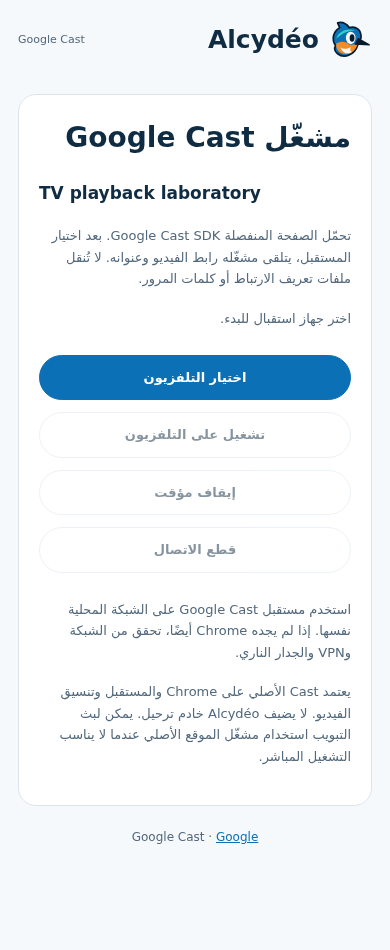 Alcydéo
Google Cast
مشغّل Google Cast
TV playback laboratory
تحمّل الصفحة المنفصلة Google Cast SDK. بعد اختيار
المستقبل، يتلقى مشغّله رابط الفيديو وعنوانه. لا تُنقل
ملفات تعريف الارتباط أو كلمات المرور.
اختر جهاز استقبال للبدء.
اختيار التلفزيون
تشغيل على التلفزيون
إيقاف مؤقت
قطع الاتصال
استخدم مستقبل Google Cast على الشبكة المحلية
نفسها. إذا لم يجده Chrome أيضًا، تحقق من الشبكة
وVPN والجدار الناري.
يعتمد Cast الأصلي على Chrome والمستقبل وتنسيق
الفيديو. لا يضيف Alcydéo خادم ترحيل. يمكن لبث
التبويب استخدام مشغّل الموقع الأصلي عندما لا يناسب
التشغيل المباشر.
Google Cast · Google